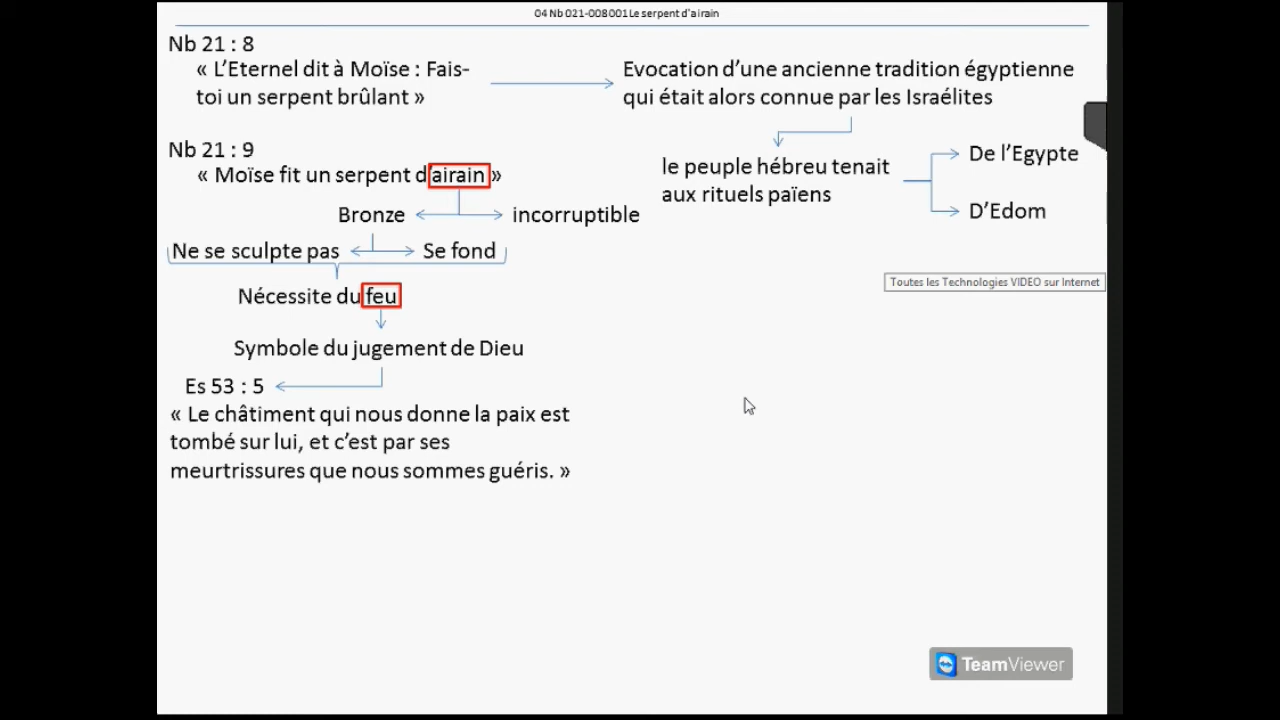 04 Nb 021-008001Le serpent d'airain
Nb 21 : 8
« L’Eternel dit à Moïse : Fais-
toi un serpent brûlant »
Evocation d’une ancienne tradition égyptienne
qui était alors connue par les Israélites
le peuple hébreu tenait
aux rituels païens
De l’Egypte
D’Edom
Nb 21 : 9
« Moïse fit un serpent d’airain »
Bronze
incorruptible
Ne se sculpte pas
Se fond
Nécessite du feu
Symbole du jugement de Dieu
Es 53 : 5
« Le châtiment qui nous donne la paix est
tombé sur lui, et c’est par ses
meurtrissures que nous sommes guéris. »
Toutes les Technologies VIDEO sur Internet
TeamViewer